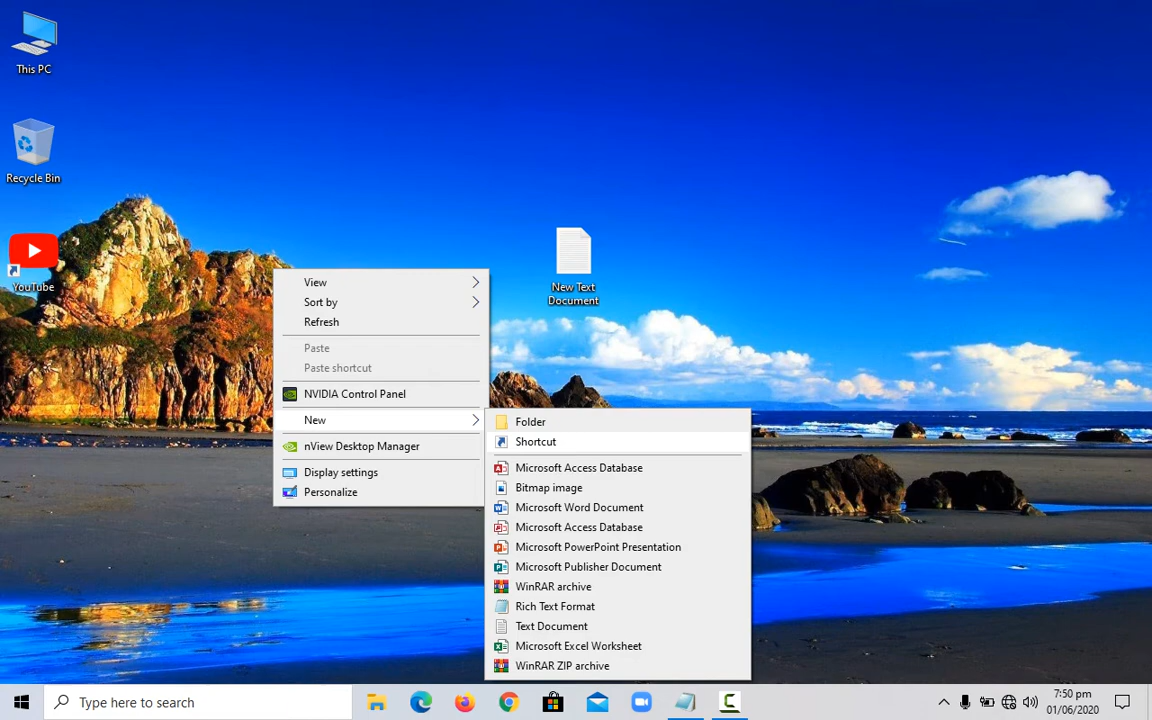 This PC
Recycle Bin
YouTube
New Text
Document
View
Sort by
Refresh
Paste
Paste shortcut
NVIDIA Control Panel
New
nView Desktop Manager
Display settings
Personalize
Folder
Shortcut
Microsoft Access Database
Bitmap image
Microsoft Word Document
Microsoft Access Database
Microsoft PowerPoint Presentation
Microsoft Publisher Document
WinRAR archive
Rich Text Format
Text Document
Microsoft Excel Worksheet
WinRAR ZIP archive
Type here to search
7:50 pm
01/06/2020